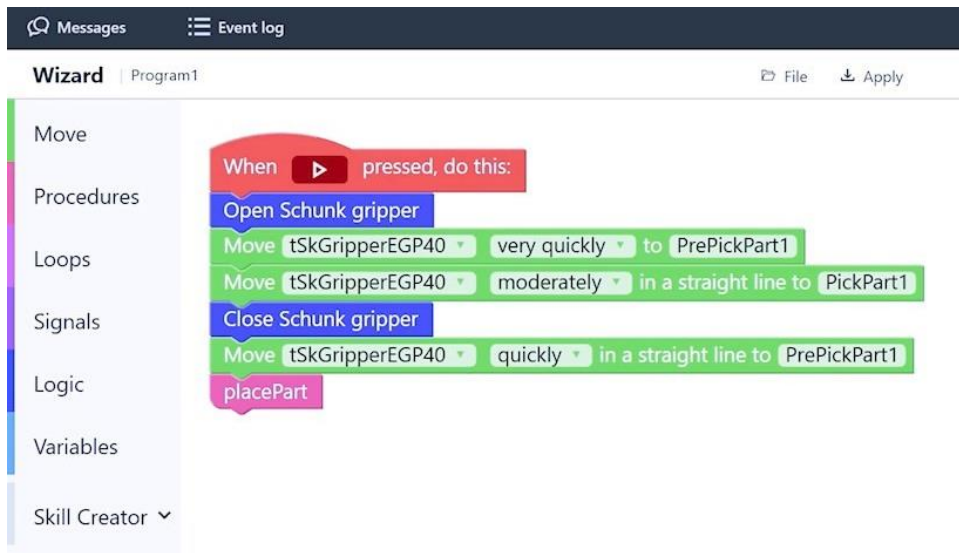 Messages Event log
Wizard | Program1 File Apply
Move
Procedures
Loops
Signals
Logic
Variables
Skill Creator
When pressed, do this:
Open Schunk gripper
Move tSkGripperEGP40 very quickly to PrePickPart1
Move tSkGripperEGP40 moderately in a straight line to PickPart1
Close Schunk gripper
Move tSkGripperEGP40 quickly in a straight line to PrePickPart1
placePart